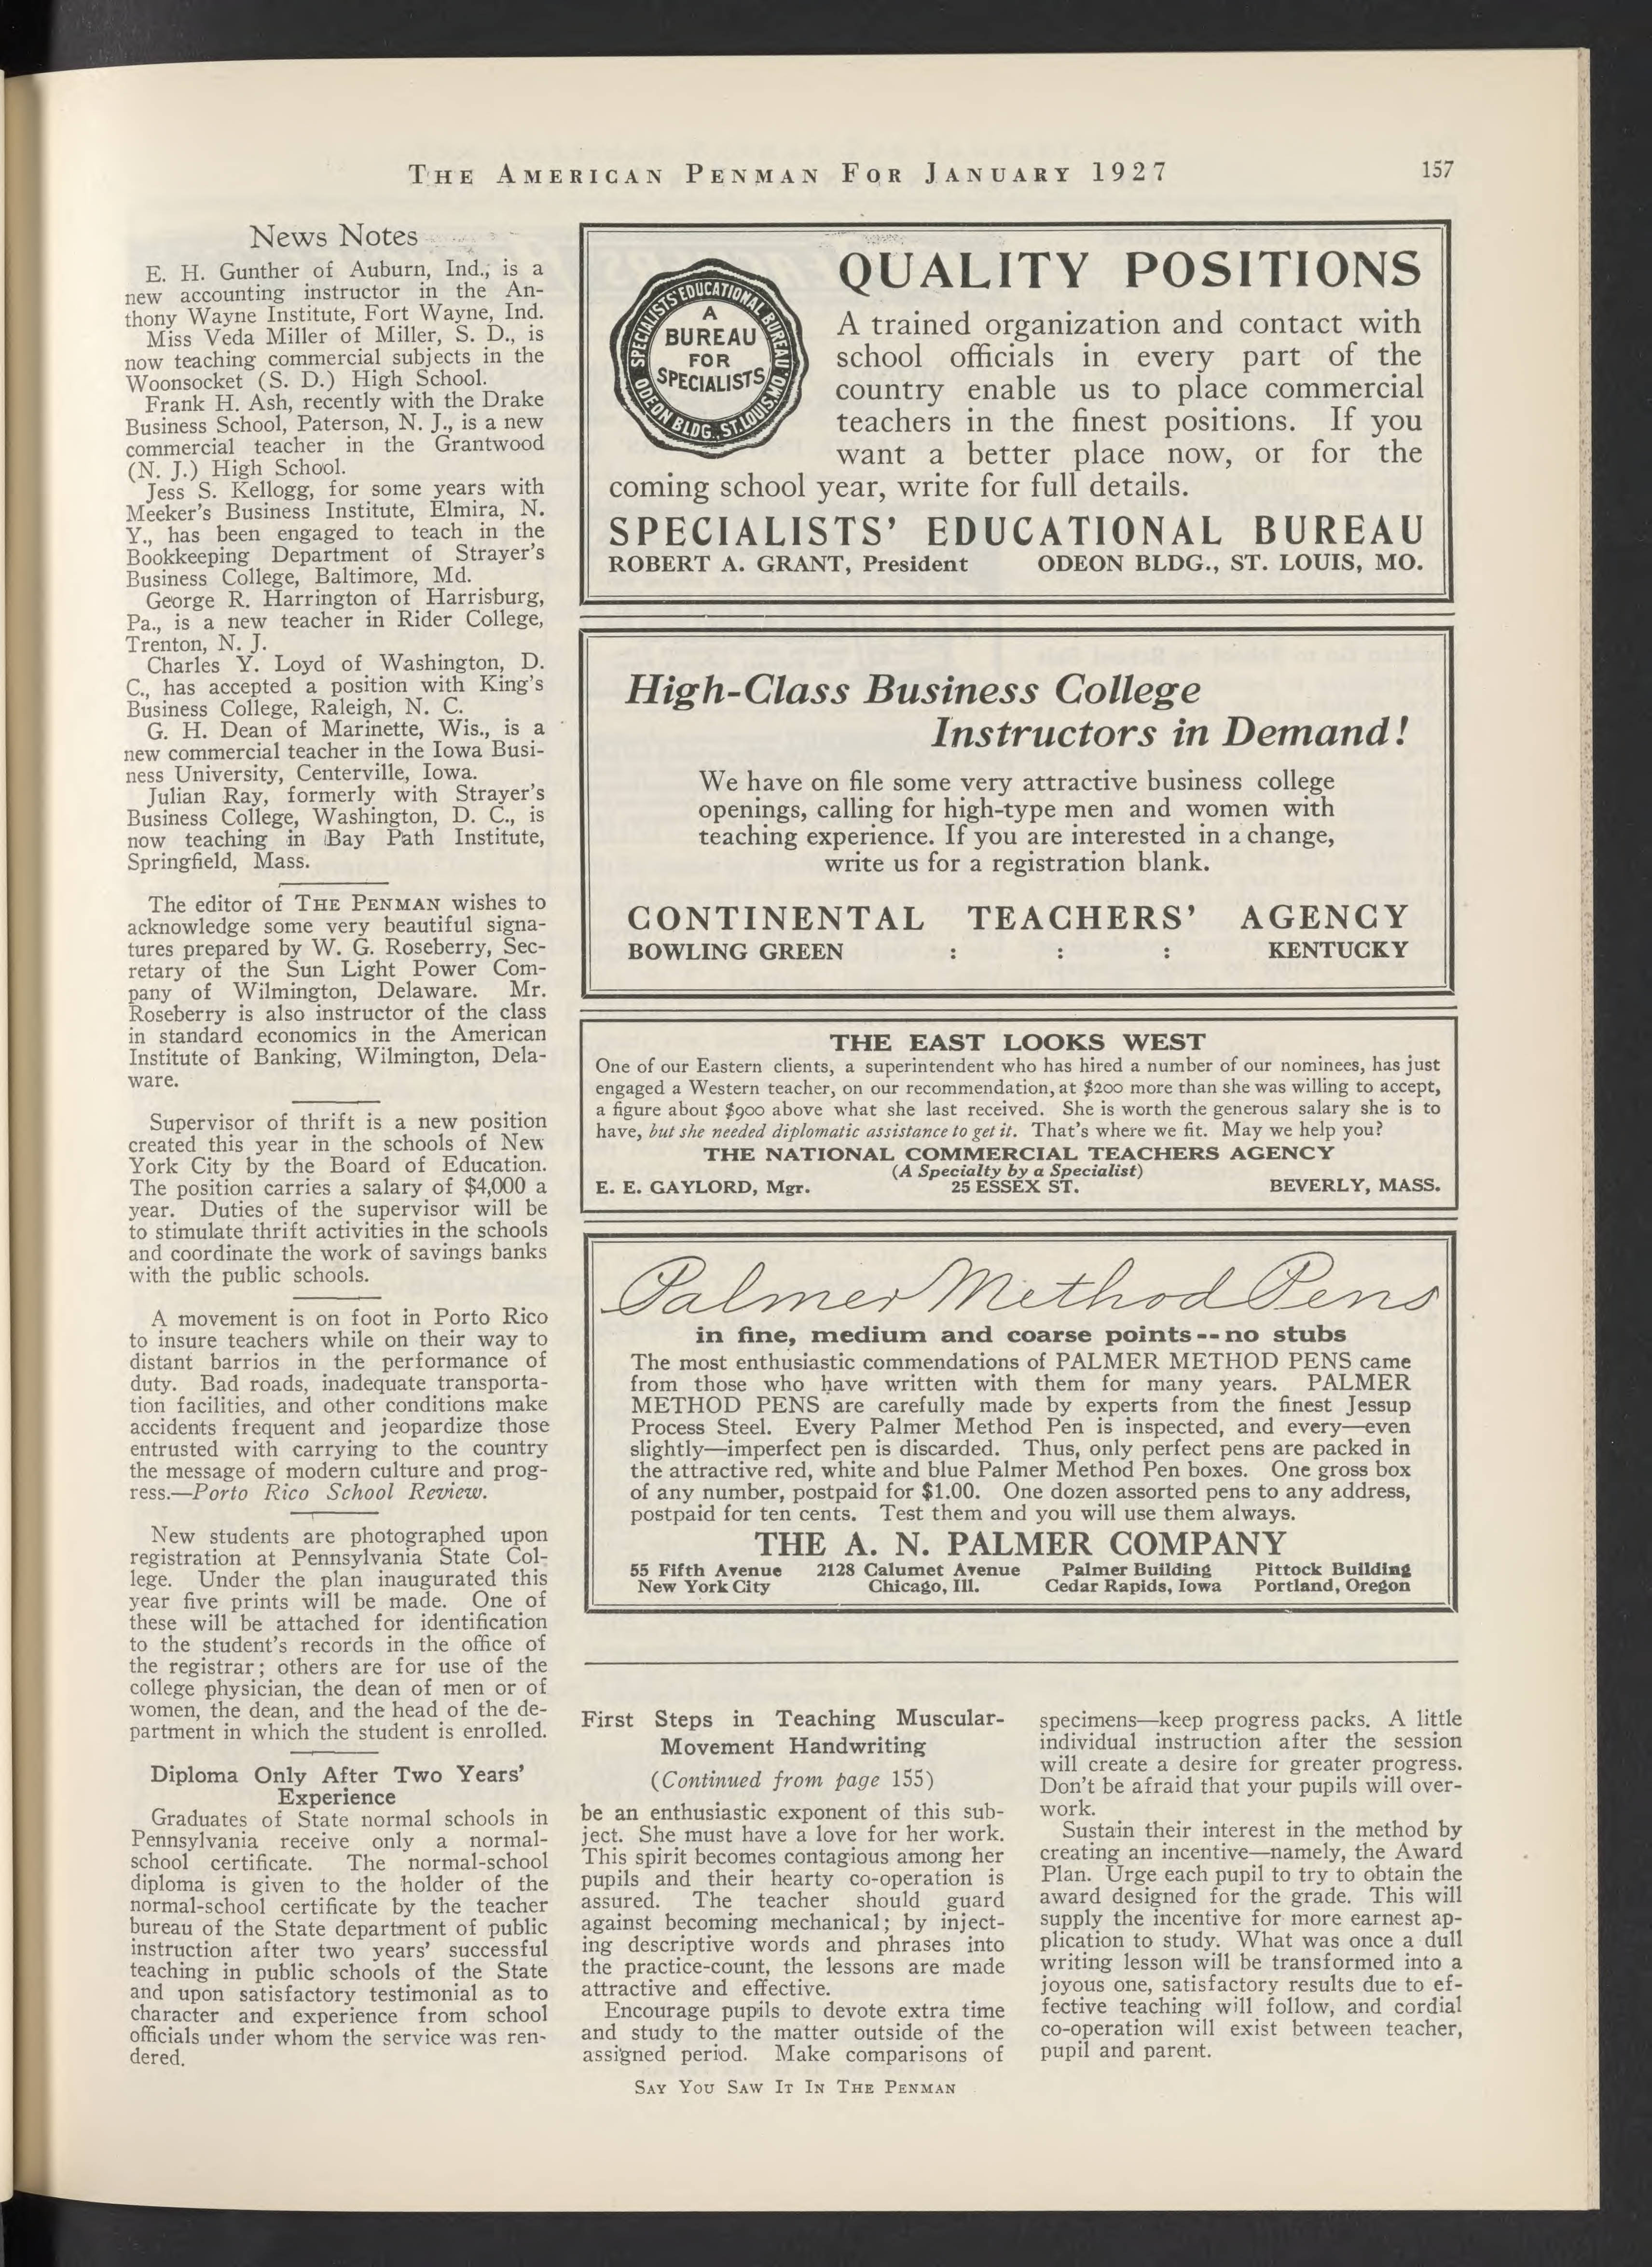 THE AMERICAN PENMAN FOR JANUARY 1927
157
News Notes
E. H. Gunther of Auburn, Ind., is a
new accounting instructor in the An-
thony Wayne Institute, Fort Wayne, Ind.
Miss Veda Miller of Miller, S. D., is
now teaching commercial subjects in the
Woonsocket (S. D.) High School.
Frank H. Ash, recently with the Drake
Business School, Paterson, N. J., is a new
commercial teacher in the Grantwood
(N. J.) High School.
Jess S. Kellogg, for some years with
Meeker's Business Institute, Elmira, N.
Y., has been engaged to teach in the
Bookkeeping Department of Strayer's
Business College, Baltimore, Md.
George R. Harrington of Harrisburg,
Pa., is a new teacher in Rider College,
Trenton, N. J.
Charles Y. Loyd of Washington, D.
C., has accepted a position with King's
Business College, Raleigh, N. C.
G. H. Dean of Marinette, Wis., is a
new commercial teacher in the Iowa Busi-
ness University, Centerville, Iowa.
Julian Ray, formerly with Strayer's
Business College, Washington, D. C., is
now teaching in Bay Path Institute,
Springfield, Mass.
The editor of THE PENMAN wishes to
acknowledge some very beautiful signa-
tures prepared by W. G. Roseberry, Sec-
retary of the Sun Light Power Com-
pany of Wilmington, Delaware. Mr.
Roseberry is also instructor of the class
in standard economics in the American
Institute of Banking, Wilmington, Dela-
ware.
Supervisor of thrift is a new position
created this year in the schools of New
York City by the Board of Education.
The position carries a salary of $4,000 a
year. Duties of the supervisor will be
to stimulate thrift activities in the schools
and coordinate the work of savings banks
with the public schools.
A movement is on foot in Porto Rico
to insure teachers while on their way to
distant barrios in the performance of
duty. Bad roads, inadequate transporta-
tion facilities, and other conditions make
accidents frequent and jeopardize those
entrusted with carrying to the country
the message of modern culture and prog-
ress.—Porto Rico School Review.
New students are photographed upon
registration at Pennsylvania State Col-
lege. Under the plan inaugurated this
year five prints will be made. One of
these will be attached for identification
to the student's records in the office of
the registrar; others are for use of the
college physician, the dean of men or of
women, the dean, and the head of the de-
partment in which the student is enrolled.
Diploma Only After Two Years'
Experience
Graduates of State normal schools in
Pennsylvania receive only a normal-
school certificate. The normal-school
diploma is given to the holder of the
normal-school certificate by the teacher
bureau of the State department of public
instruction after two years' successful
teaching in public schools of the State
and upon satisfactory testimonial as to
character and experience from school
officials under whom the service was ren-
dered.
SPECIALISTS EDUCATIONAL BUREAU
ODEON BLDG., ST. LOUIS, MO.
A
BUREAU
FOR
SPECIALISTS
QUALITY POSITIONS
A trained organization and contact with
school officials in every part of the
country enable us to place commercial
teachers in the finest positions. If you
want a better place now, or for the
coming school year, write for full details.
SPECIALISTS' EDUCATIONAL BUREAU
ROBERT A. GRANT, President ODEON BLDG., ST. LOUIS, MO.
High-Class Business College
Instructors in Demand!
We have on file some very attractive business college
openings, calling for high-type men and women with
teaching experience. If you are interested in a change,
write us for a registration blank.
CONTINENTAL TEACHERS' AGENCY
BOWLING GREEN : : : KENTUCKY
THE EAST LOOKS WEST
One of our Eastern clients, a superintendent who has hired a number of our nominees, has just
engaged a Western teacher, on our recommendation, at $200 more than she was willing to accept,
a figure about $900 above what she last received. She is worth the generous salary she is to
have, but she needed diplomatic assistance to get it. That's where we fit. May we help you?
THE NATIONAL COMMERCIAL TEACHERS AGENCY
(A Specialty by a Specialist)
E. E. GAYLORD, Mgr. 25 ESSEX ST. BEVERLY, MASS.
Palmer Method Pens
in fine, medium and coarse points--no stubs
The most enthusiastic commendations of PALMER METHOD PENS came
from those who have written with them for many years. PALMER
METHOD PENS are carefully made by experts from the finest Jessup
Process Steel. Every Palmer Method Pen is inspected, and every—even
slightly—imperfect pen is discarded. Thus, only perfect pens are packed in
the attractive red, white and blue Palmer Method Pen boxes. One gross box
of any number, postpaid for $1.00. One dozen assorted pens to any address,
postpaid for ten cents. Test them and you will use them always.
THE A. N. PALMER COMPANY
55 Fifth Avenue 2128 Calumet Avenue Palmer Building Pittock Building
New York City Chicago, Ill. Cedar Rapids, Iowa Portland, Oregon
First Steps in Teaching Muscular-
Movement Handwriting
(Continued from page 155)
be an enthusiastic exponent of this sub-
ject. She must have a love for her work.
This spirit becomes contagious among her
pupils and their hearty co-operation is
assured. The teacher should guard
against becoming mechanical; by inject-
ing descriptive words and phrases into
the practice-count, the lessons are made
attractive and effective.
Encourage pupils to devote extra time
and study to the matter outside of the
assigned period. Make comparisons of
specimens—keep progress packs. A little
individual instruction after the session
will create a desire for greater progress.
Don't be afraid that your pupils will over-
work.
Sustain their interest in the method by
creating an incentive—namely, the Award
Plan. Urge each pupil to try to obtain the
award designed for the grade. This will
supply the incentive for more earnest ap-
plication to study. What was once a dull
writing lesson will be transformed into a
joyous one, satisfactory results due to ef-
fective teaching will follow, and cordial
co-operation will exist between teacher,
pupil and parent.
SAY YOU SAW IT IN THE PENMAN